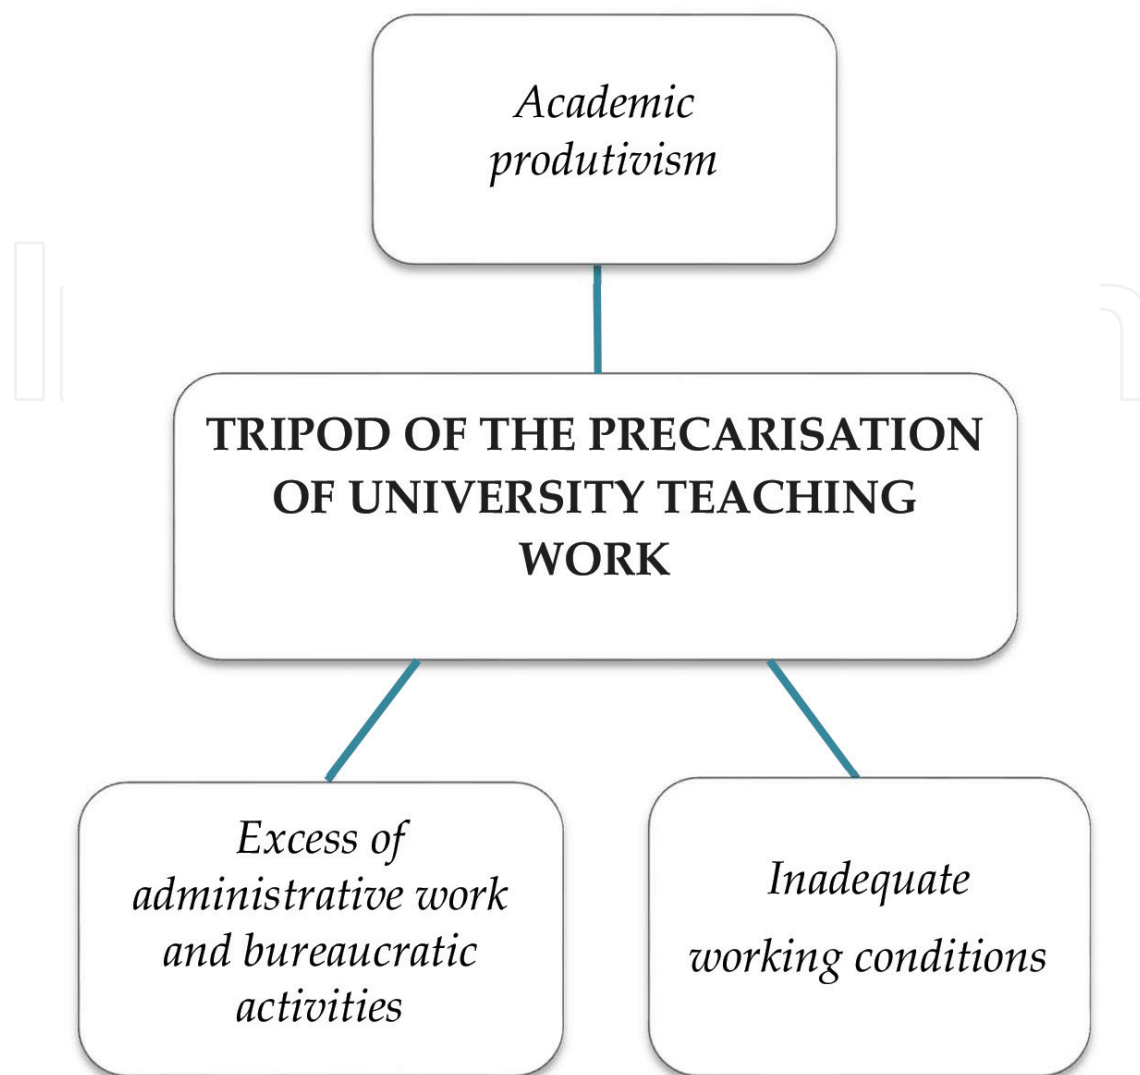 Academic
produtivism
TRIPOD OF THE PRECARISATION
OF UNIVERSITY TEACHING
WORK
Excess of
administrative work
and bureaucratic
activities
Inadequate
working conditions